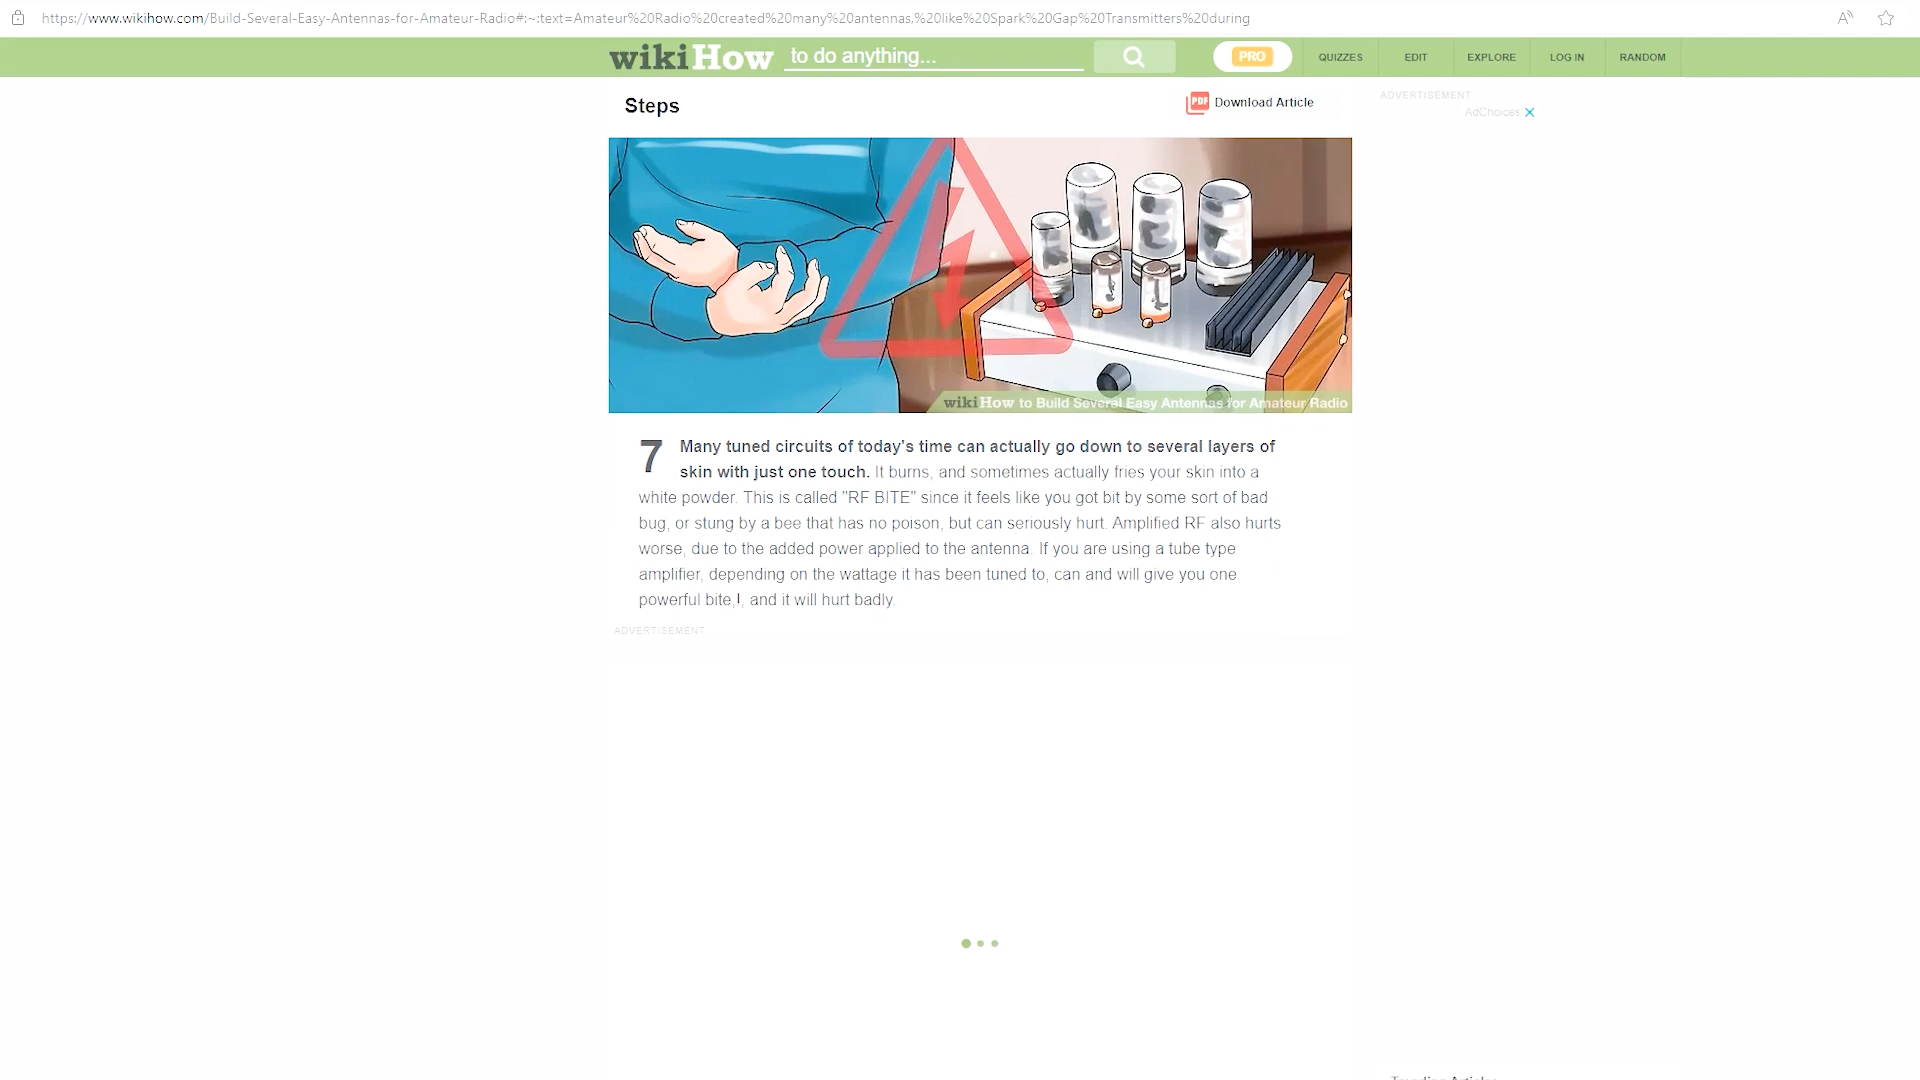 https://www.wikihow.com/Build-Several-Easy-Antennas-for-Amateur-Radio#:~:text=Amateur%20Radio%20created%20many%20antennas,%20like%20Spark%20Gap%20Transmitters%20during
wikiHow to do anything... PRO QUIZZES EDIT EXPLORE LOG IN RANDOM
Steps
PDF Download Article
ADVERTISEMENT
AdChoices
wikiHow to Build Several Easy Antennas for Amateur Radio
7 Many tuned circuits of today's time can actually go down to several layers of
skin with just one touch. It burns, and sometimes actually fries your skin into a
white powder. This is called "RF BITE" since it feels like you got bit by some sort of bad
bug, or stung by a bee that has no poison, but can seriously hurt. Amplified RF also hurts
worse, due to the added power applied to the antenna. If you are using a tube type
amplifier, depending on the wattage it has been tuned to, can and will give you one
powerful bite,!, and it will hurt badly.
ADVERTISEMENT